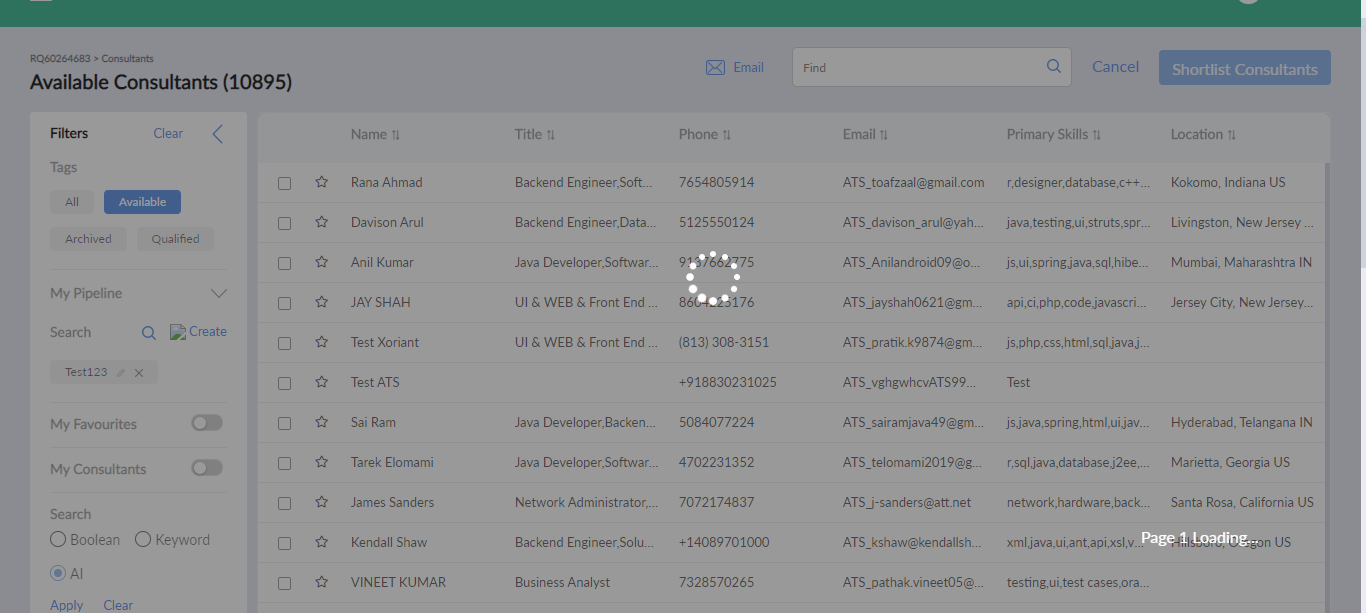 RQ60264683 > Consultants
Available Consultants (10895)
Email
Find
Cancel
Shortlist Consultants
Filters
Clear
Tags
All
Available
Archived
Qualified
My Pipeline
Search
Create
Test123
My Favourites
My Consultants
Search
Boolean
Keyword
AI
Apply
Clear
Name Title Phone Email Primary Skills Location
Rana Ahmad Backend Engineer,Soft... 7654805914 ATS_toafzaal@gmail.com r,designer,database,c++... Kokomo, Indiana US
Davison Arul Backend Engineer,Data... 5125550124 ATS_davison_arul@yah... java,testing,ui,struts,spr... Livingston, New Jersey ...
Anil Kumar Java Developer,Softwar... 9137662775 ATS_Anilandroid09@o... js,ui,spring,java,sql,hibe... Mumbai, Maharashtra IN
JAY SHAH UI & WEB & Front End ... 8604225176 ATS_jayshah0621@gm... api,ci,php,code,javascri... Jersey City, New Jersey...
Test Xoriant UI & WEB & Front End ... (813) 308-3151 ATS_pratik.k9874@gm... js,php,css,html,sql,java,j...
Test ATS +918830231025 ATS_vghgwhcvATS99... Test
Sai Ram Java Developer,Backen... 5084077224 ATS_sairamjava49@gm... js,java,spring,html,ui,jav... Hyderabad, Telangana IN
Tarek Elomami Java Developer,Softwar... 4702231352 ATS_telomami2019@g... r,sql,java,database,j2ee,... Marietta, Georgia US
James Sanders Network Administrator,... 7072174837 ATS_j-sanders@att.net network,hardware,back... Santa Rosa, California US
Kendall Shaw Backend Engineer,Solu... +14089701000 ATS_kshaw@kendallsh... xml,java,ui,ant,api,xsl,v... Hillsboro, Oregon US
Page 1 Loading...
VINEET KUMAR Business Analyst 7328570265 ATS_pathak.vineet05@... testing,ui,test cases,ora...